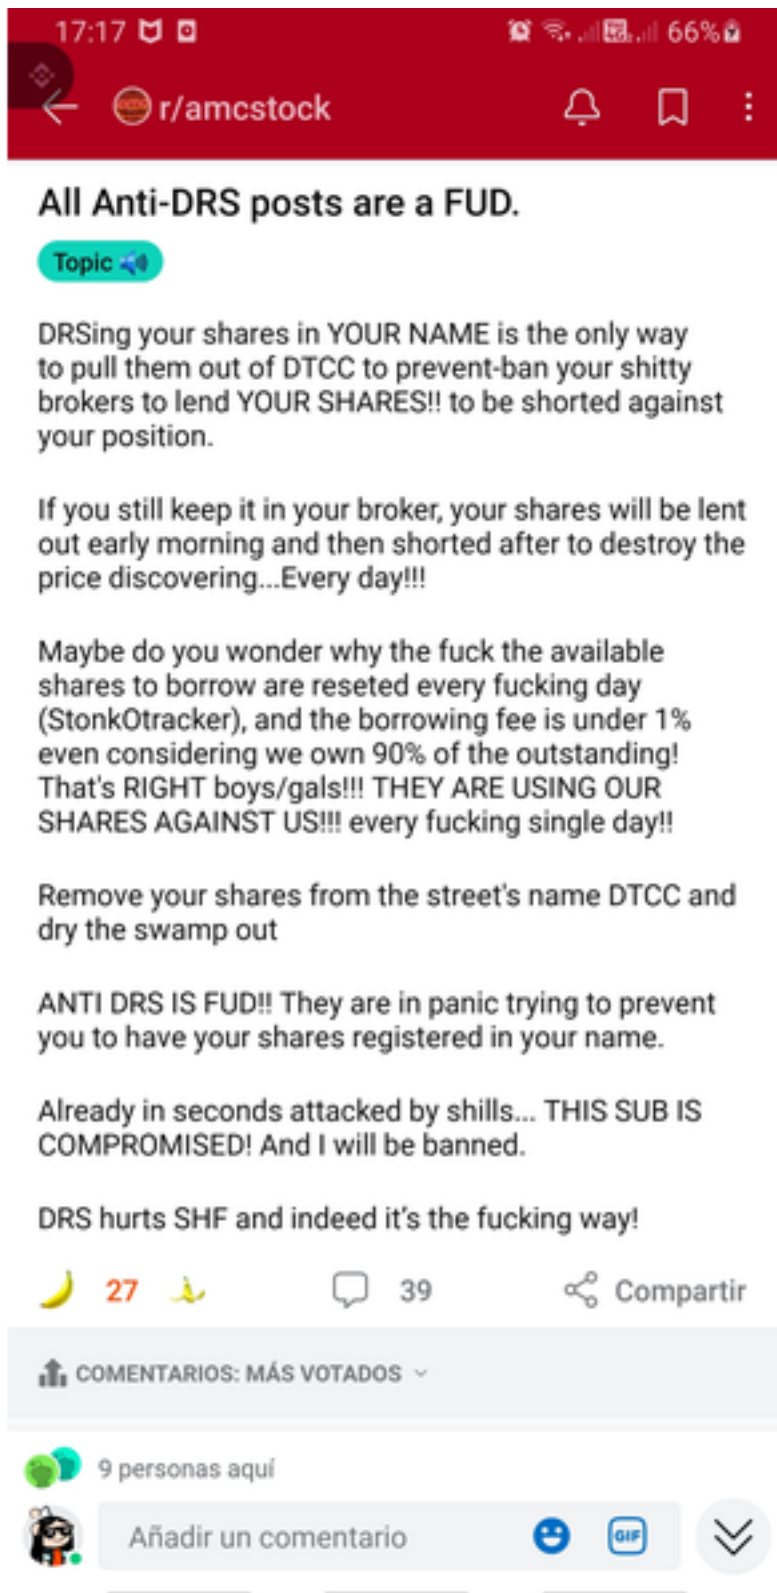 17:17
66%
r/amcstock
All Anti-DRS posts are a FUD.
Topic
DRSing your shares in YOUR NAME is the only way
to pull them out of DTCC to prevent-ban your shitty
brokers to lend YOUR SHARES!! to be shorted against
your position.
If you still keep it in your broker, your shares will be lent
out early morning and then shorted after to destroy the
price discovering...Every day!!!
Maybe do you wonder why the fuck the available
shares to borrow are reseted every fucking day
(StonkOtracker), and the borrowing fee is under 1%
even considering we own 90% of the outstanding!
That's RIGHT boys/gals!!! THEY ARE USING OUR
SHARES AGAINST US!!! every fucking single day!!
Remove your shares from the street's name DTCC and
dry the swamp out
ANTI DRS IS FUD!! They are in panic trying to prevent
you to have your shares registered in your name.
Already in seconds attacked by shills... THIS SUB IS
COMPROMISED! And I will be banned.
DRS hurts SHF and indeed it's the fucking way!
27
39
Compartir
COMENTARIOS: MÁS VOTADOS
9 personas aquí
Añadir un comentario
GIF